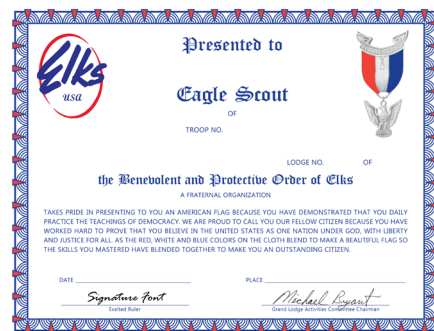 Elks
USA
Presented to
Eagle Scout
OF
TROOP NO.
LODGE NO. OF
the Benevolent and Protective Order of Elks
A FRATERNAL ORGANIZATION
TAKES PRIDE IN PRESENTING TO YOU AN AMERICAN FLAG BECAUSE YOU HAVE DEMONSTRATED THAT YOU DAILY
PRACTICE THE TEACHINGS OF DEMOCRACY. WE ARE PROUD TO CALL YOU OUR FELLOW CITIZEN BECAUSE YOU HAVE
WORKED HARD TO PROVE THAT YOU BELIEVE IN THE UNITED STATES AS ONE NATION UNDER GOD, WITH LIBERTY
AND JUSTICE FOR ALL. AS THE RED, WHITE AND BLUE COLORS ON THE CLOTH BLEND TO MAKE A BEAUTIFUL FLAG SO
THE SKILLS YOU MASTERED HAVE BLENDED TOGETHER TO MAKE YOU AN OUTSTANDING CITIZEN.
DATE PLACE
Signature Font Michael Luyant
Exalted Ruler Grand Lodge Activities Committee Chairman